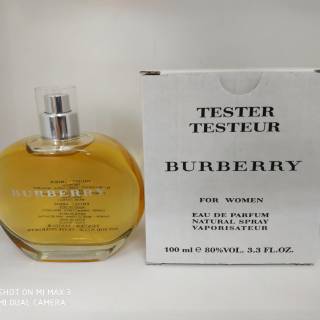 BURBERRY
TESTER
TESTEUR
BURBERRY
FOR WOMEN
EAU DE PARFUM
NATURAL SPRAY
VAPORISATEUR
100 ml e 80%VOL. 3.3 FL.OZ.
SHOT ON MI MAX 3
MI DUAL CAMERA